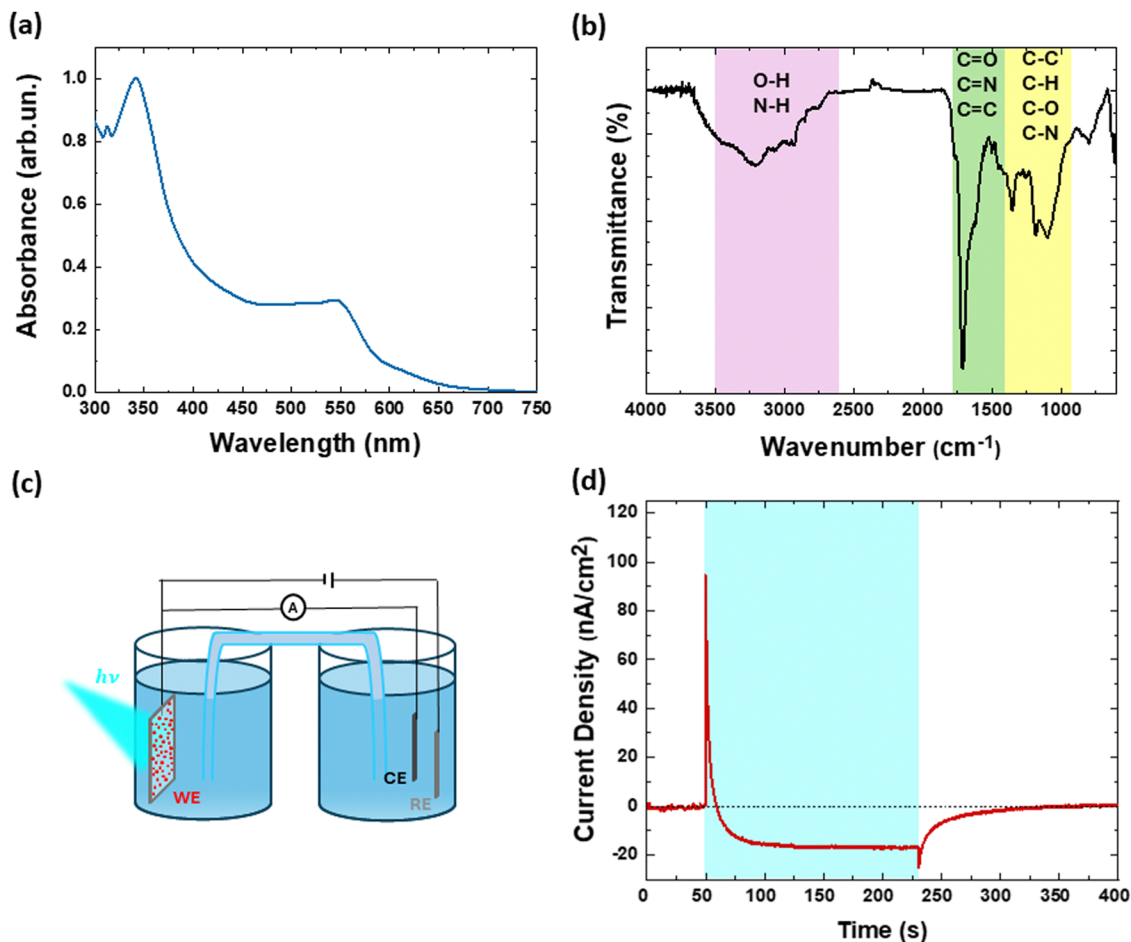 (a)
Absorbance (arb.un.)
1.0
0.8
0.6
0.4
0.2
0.0
300 350 400 450 500 550 600 650 700 750
Wavelength (nm)
(b)
O-H
N-H
C=O
C=N
C=C
C-C
C-H
C-O
C-N
Transmittance (%)
4000 3500 3000 2500 2000 1500 1000
Wavenumber (cm-1)
(c)
hν
A
WE
CE
RE
(d)
Current Density (nA/cm2)
120
100
80
60
40
20
0
-20
0 50 100 150 200 250 300 350 400
Time (s)